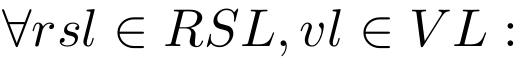 ∀rsl ∈ RSL, vl ∈ VL :